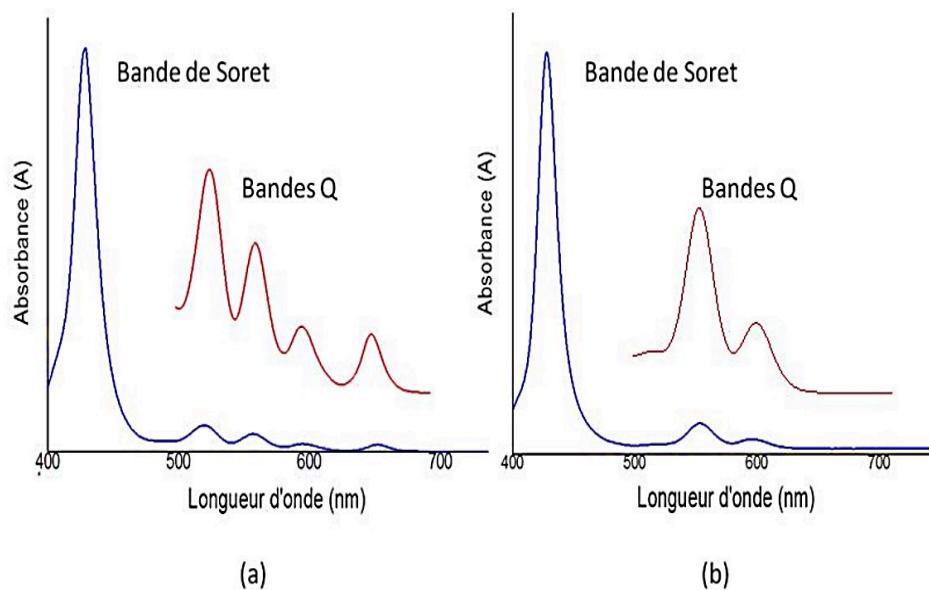 Bande de Soret
Bandes Q
Absorbance (A)
400 500 600 700
Longueur d'onde (nm)
(a)
Bande de Soret
Bandes Q
Absorbance (A)
400 500 600 700
Longueur d'onde (nm)
(b)